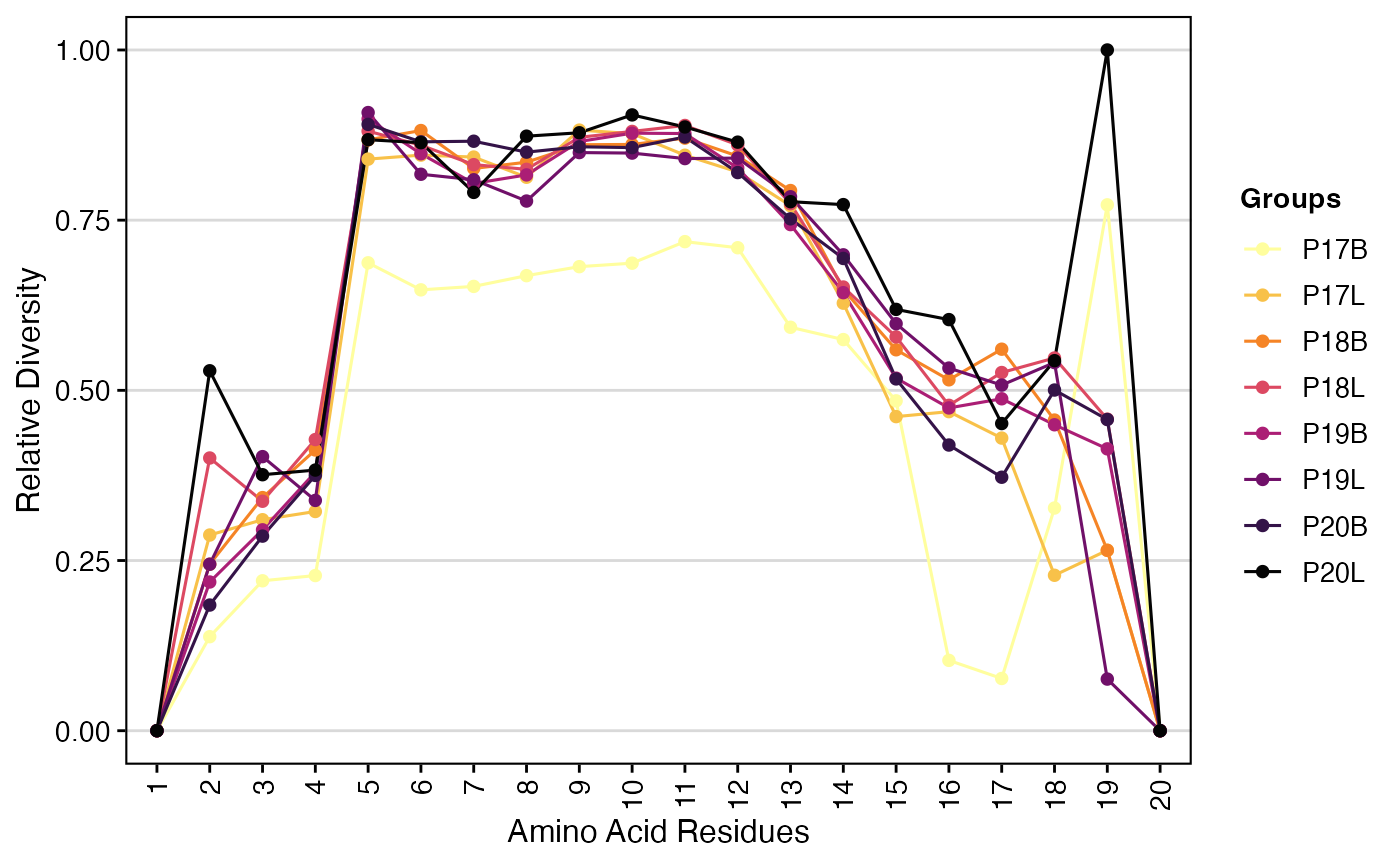 1.00
0.75
0.50
0.25
0.00
Relative Diversity
1 2 3 4 5 6 7 8 9 10 11 12 13 14 15 16 17 18 19 20
Amino Acid Residues
Groups
P17B
P17L
P18B
P18L
P19B
P19L
P20B
P20L